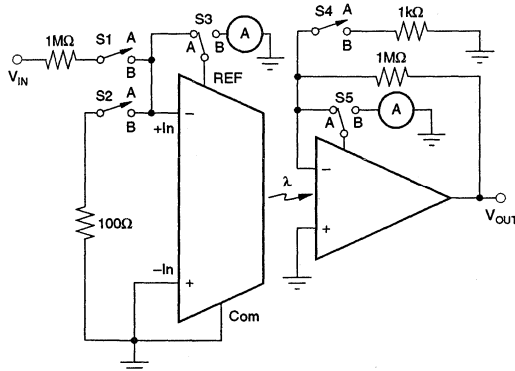 S1
A
B
1MΩ
V_IN
S2
A
B
100Ω
S3
A
B
A
REF
+In
−
−In
+
Com
λ
S4
A
B
1kΩ
1MΩ
S5
A
B
A
−
+
V_OUT